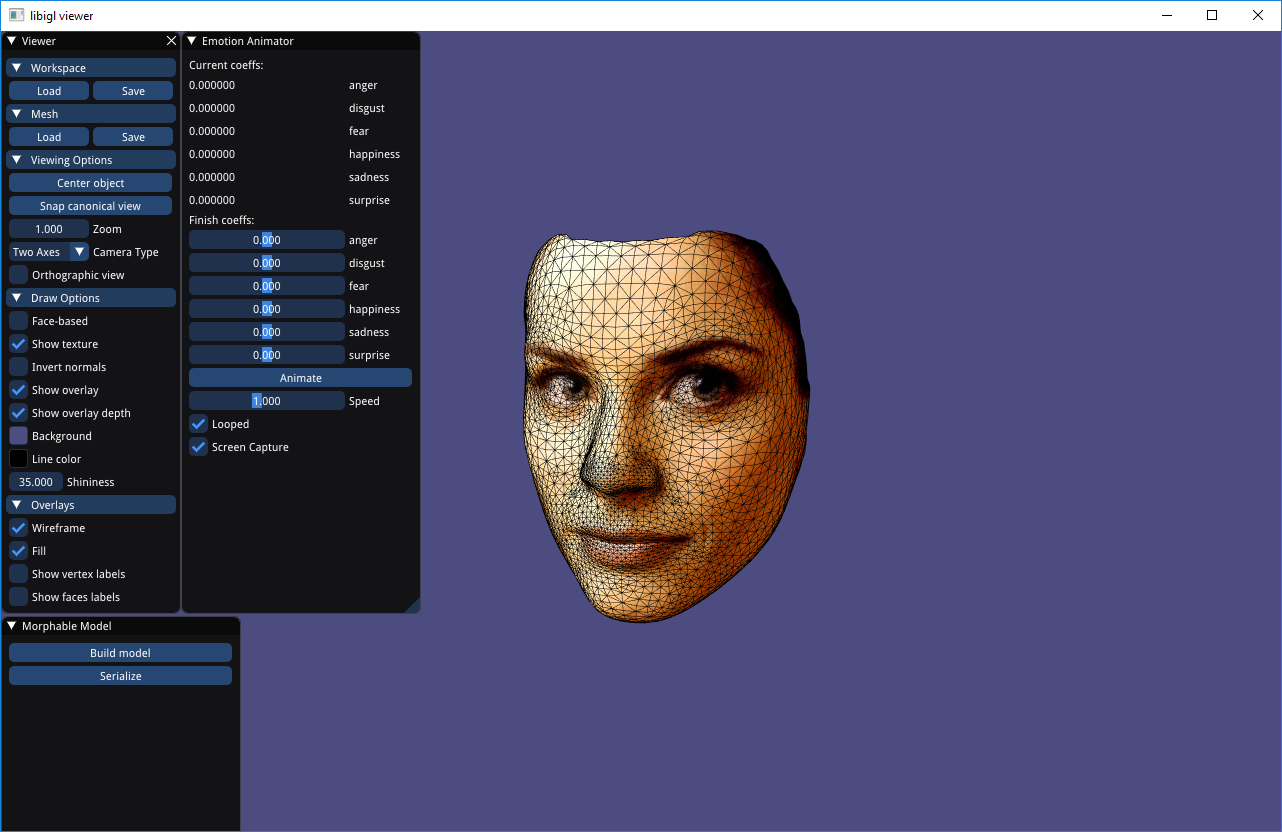 libigl viewer
Viewer
Workspace
Load Save
Mesh
Load Save
Viewing Options
Center object
Snap canonical view
1.000 Zoom
Two Axes Camera Type
Orthographic view
Draw Options
Face-based
Show texture
Invert normals
Show overlay
Show overlay depth
Background
Line color
35.000 Shininess
Overlays
Wireframe
Fill
Show vertex labels
Show faces labels
Emotion Animator
Current coeffs:
0.000000 anger
0.000000 disgust
0.000000 fear
0.000000 happiness
0.000000 sadness
0.000000 surprise
Finish coeffs:
0.000 anger
0.000 disgust
0.000 fear
0.000 happiness
0.000 sadness
0.000 surprise
Animate
1.000 Speed
Looped
Screen Capture
Morphable Model
Build model
Serialize